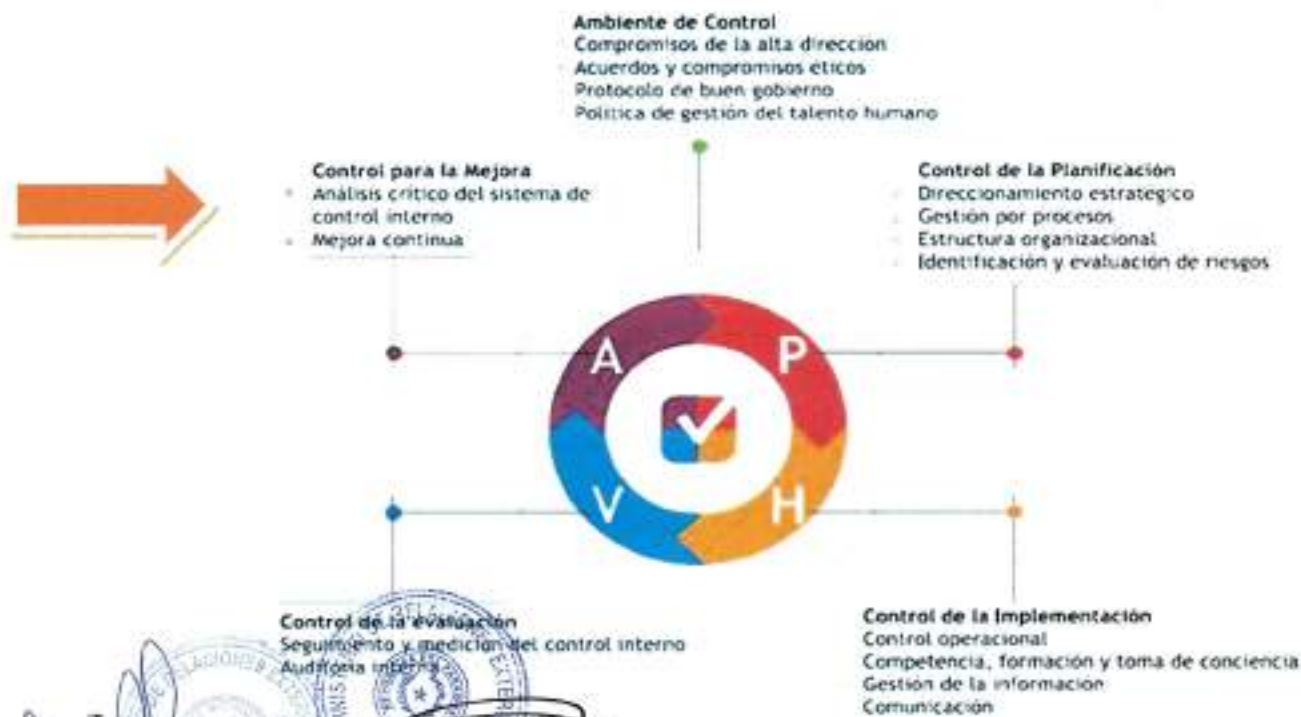 Ambiente de Control
Compromisos de la alta dirección
Acuerdos y compromisos éticos
Protocolo de buen gobierno
Política de gestión del talento humano
Control para la Mejora
Análisis crítico del sistema de
control interno
Mejora continua
Control de la Planificación
Direccionamiento estratégico
Gestión por procesos
Estructura organizacional
Identificación y evaluación de riesgos
A
P
V
H
Control de la evaluación
Seguimiento y medición del control interno
Auditoría interna
Control de la Implementación
Control operacional
Competencia, formación y toma de conciencia
Gestión de la información
Comunicación